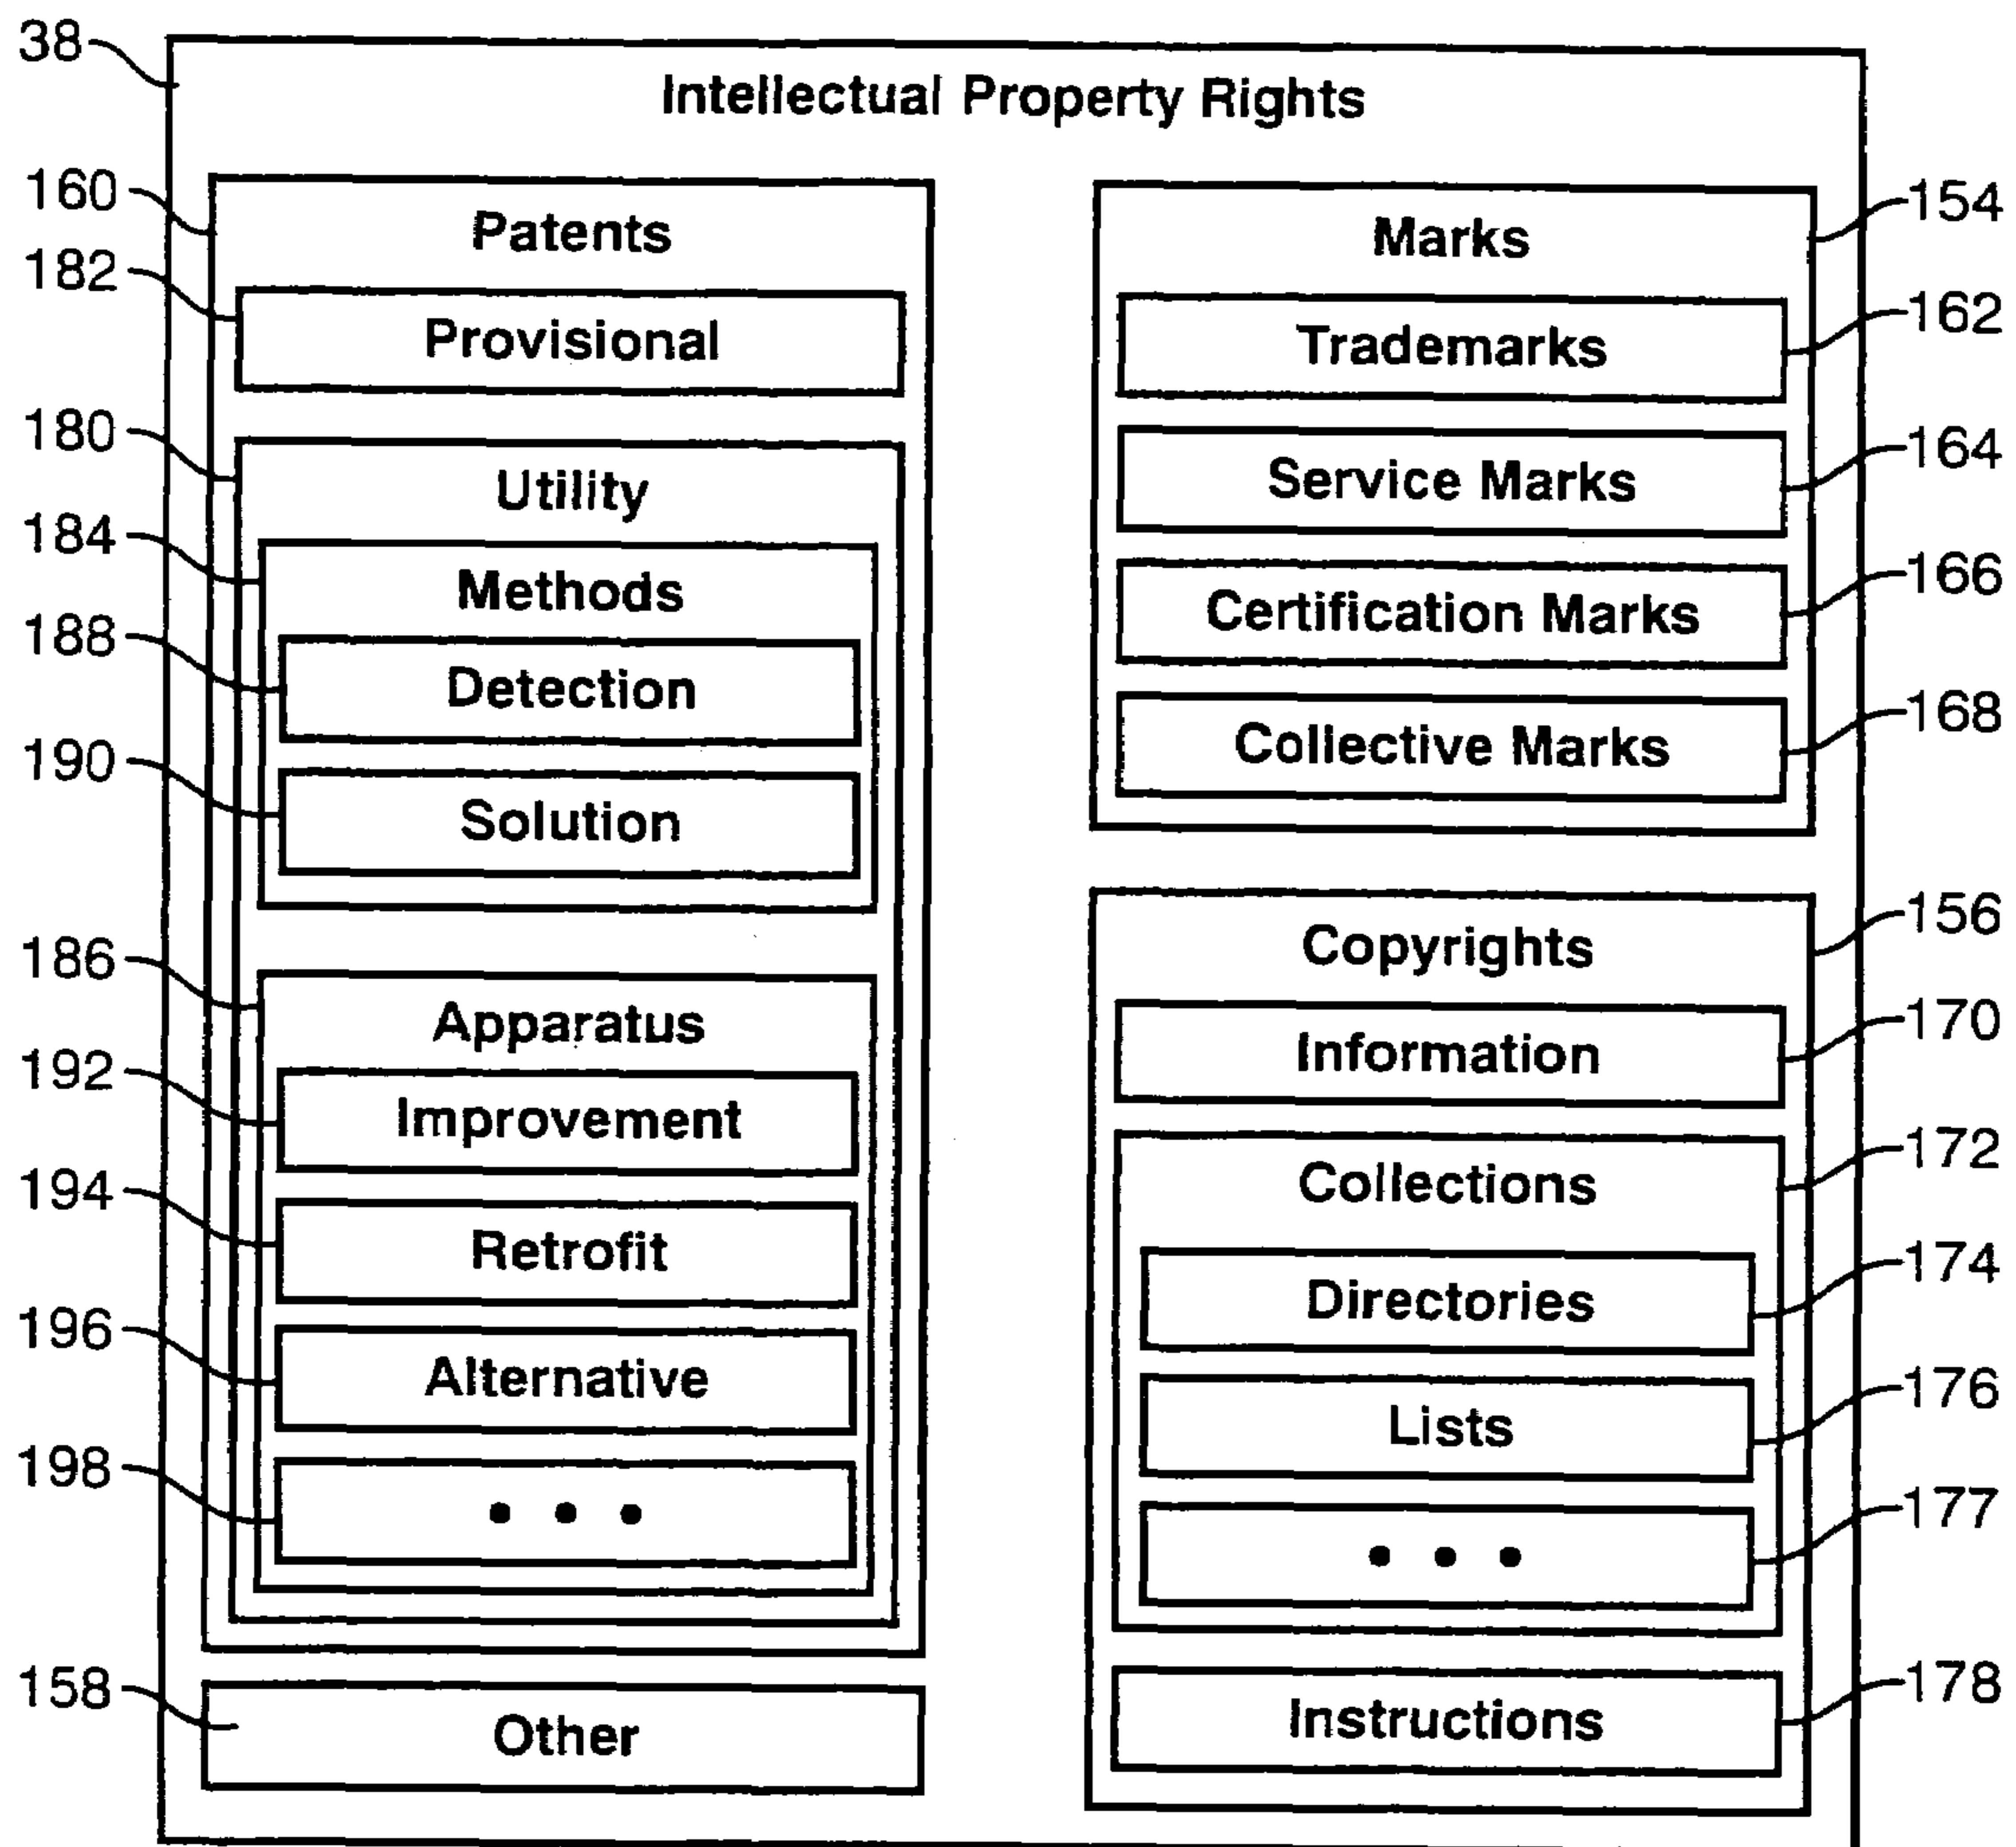 38
Intellectual Property Rights
160
Patents
182
Provisional
180
Utility
184
Methods
188
Detection
190
Solution
186
Apparatus
192
Improvement
194
Retrofit
196
Alternative
198
• • •
158
Other
Marks
154
Trademarks
162
Service Marks
164
Certification Marks
166
Collective Marks
168
Copyrights
156
Information
170
Collections
172
Directories
174
Lists
176
• • •
177
Instructions
178